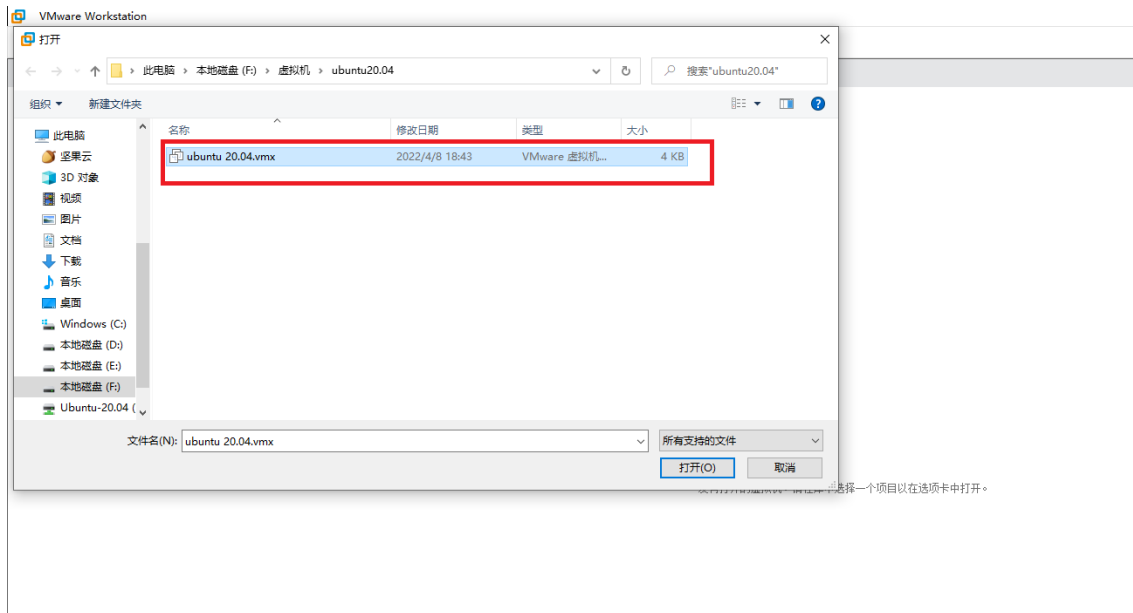 VMware Workstation
打开
此电脑 › 本地磁盘 (F:) › 虚拟机 › ubuntu20.04
搜索"ubuntu20.04"
组织 新建文件夹
名称 修改日期 类型 大小
ubuntu 20.04.vmx 2022/4/8 18:43 VMware 虚拟机... 4 KB
此电脑
坚果云
3D 对象
视频
图片
文档
下载
音乐
桌面
Windows (C:)
本地磁盘 (D:)
本地磁盘 (E:)
本地磁盘 (F:)
Ubuntu-20.04 (
文件名(N): ubuntu 20.04.vmx 所有支持的文件
打开(O) 取消
选择一个项目以在选项卡中打开。